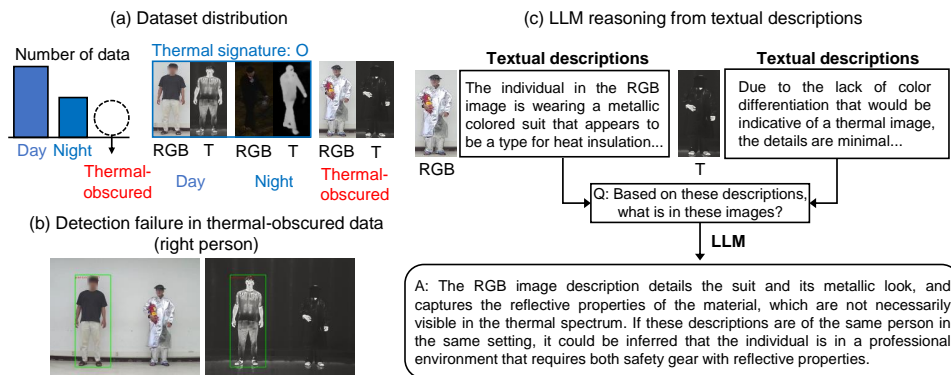 (a) Dataset distribution
Number of data
Day
Night
Thermal-
obscured
Thermal signature: O
RGB T RGB T RGB T
Day Night Thermal-
obscured
(b) Detection failure in thermal-obscured data
(right person)
(c) LLM reasoning from textual descriptions
Textual descriptions
The individual in the RGB
image is wearing a metallic
colored suit that appears to
be a type for heat insulation...
RGB
Textual descriptions
Due to the lack of color
differentiation that would be
indicative of a thermal image,
the details are minimal...
T
Q: Based on these descriptions,
what is in these images?
LLM
A: The RGB image description details the suit and its metallic look, and
captures the reflective properties of the material, which are not necessarily
visible in the thermal spectrum. If these descriptions are of the same person in
the same setting, it could be inferred that the individual is in a professional
environment that requires both safety gear with reflective properties.